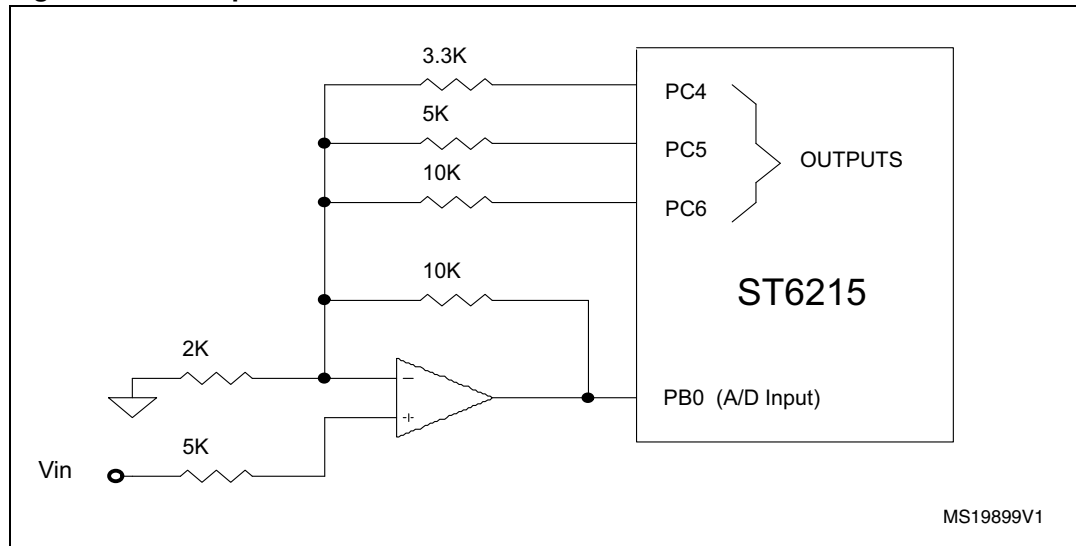 3.3K
PC4
5K
PC5
OUTPUTS
10K
PC6
10K
ST6215
2K
PB0 (A/D Input)
5K
Vin
MS19899V1